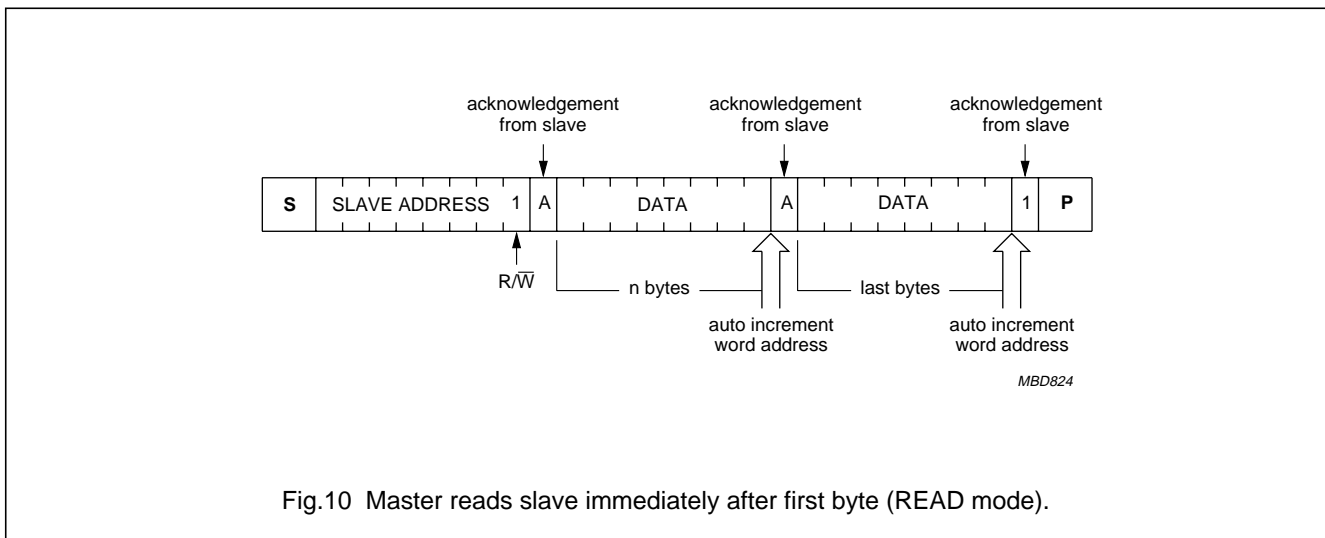 acknowledgement
from slave
acknowledgement
from slave
acknowledgement
from slave
S SLAVE ADDRESS 1 A DATA A DATA 1 P
R/W̅
n bytes
last bytes
auto increment
word address
auto increment
word address
MBD824
Fig.10 Master reads slave immediately after first byte (READ mode).